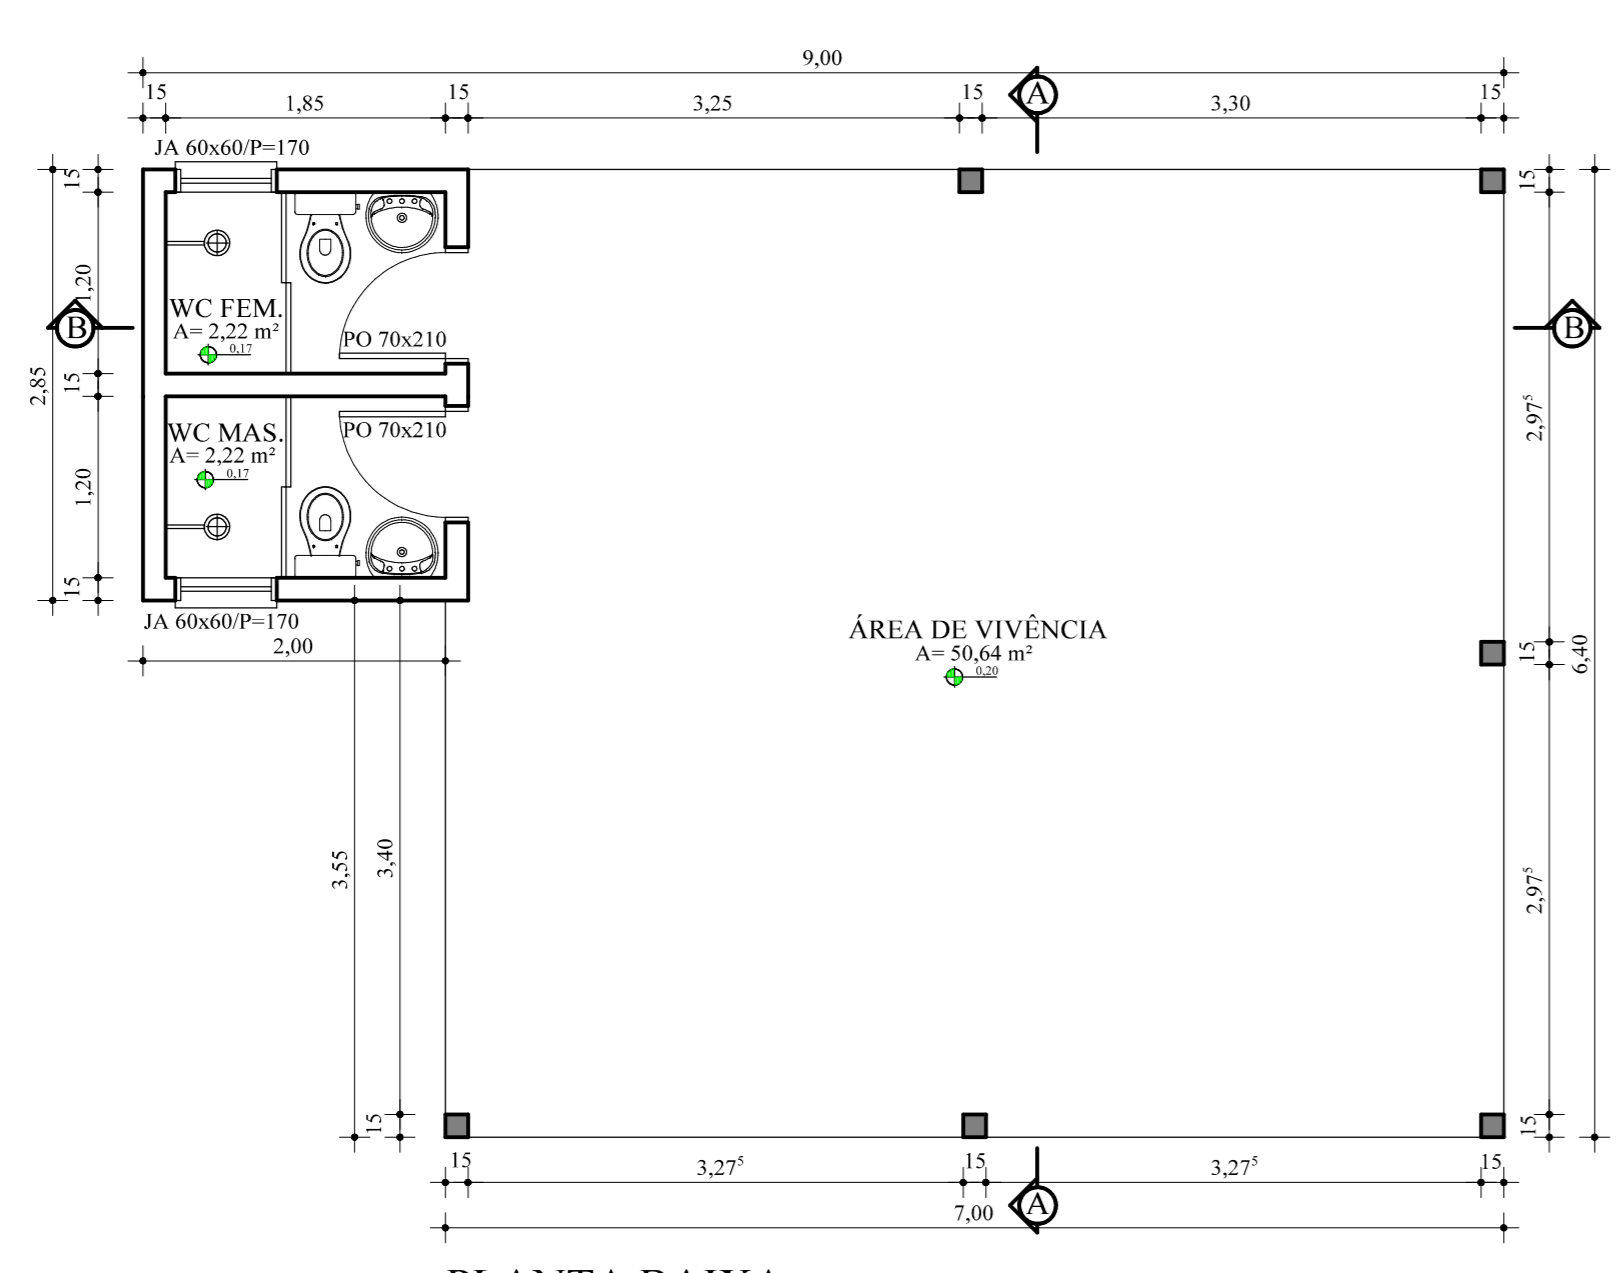 9,00
15
1,85
15
3,25
15
A
3,30
15
JA 60x60/P=170
15
15
1,20
WC FEM.
A= 2,22 m²
0,17
B
B
PO 70x210
2,85
15
2,97⁵
WC MAS.
A= 2,22 m²
0,17
PO 70x210
1,20
15
JA 60x60/P=170
2,00
ÁREA DE VIVÊNCIA
A= 50,64 m²
0,20
15
6,40
3,55
3,40
2,97⁵
15
15
15
3,27⁵
15
3,27⁵
15
A
7,00
PLANTA BAIXA